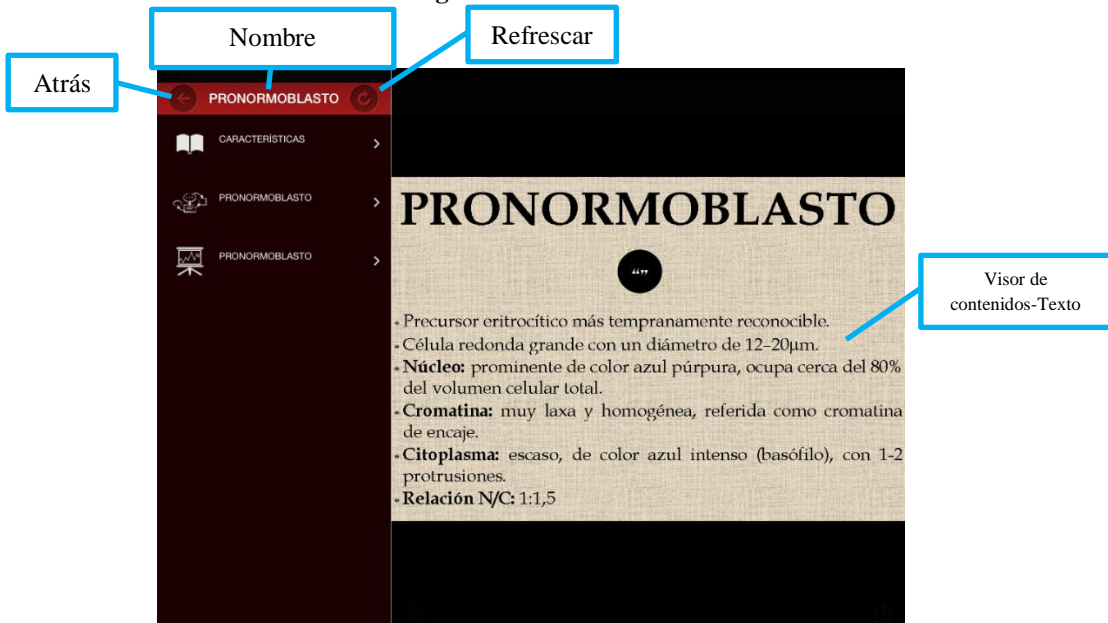 Nombre
Refrescar
Atrás
PRONORMOBLASTO
CARACTERÍSTICAS
PRONORMOBLASTO
PRONORMOBLASTO
PRONORMOBLASTO
“”
Precursor eritrocítico más tempranamente reconocible.
Célula redonda grande con un diámetro de 12–20µm.
Núcleo: prominente de color azul púrpura, ocupa cerca del 80%
del volumen celular total.
Cromatina: muy laxa y homogénea, referida como cromatina
de encaje.
Citoplasma: escaso, de color azul intenso (basófilo), con 1-2
protrusiones.
Relación N/C: 1:1,5
Visor de
contenidos-Texto